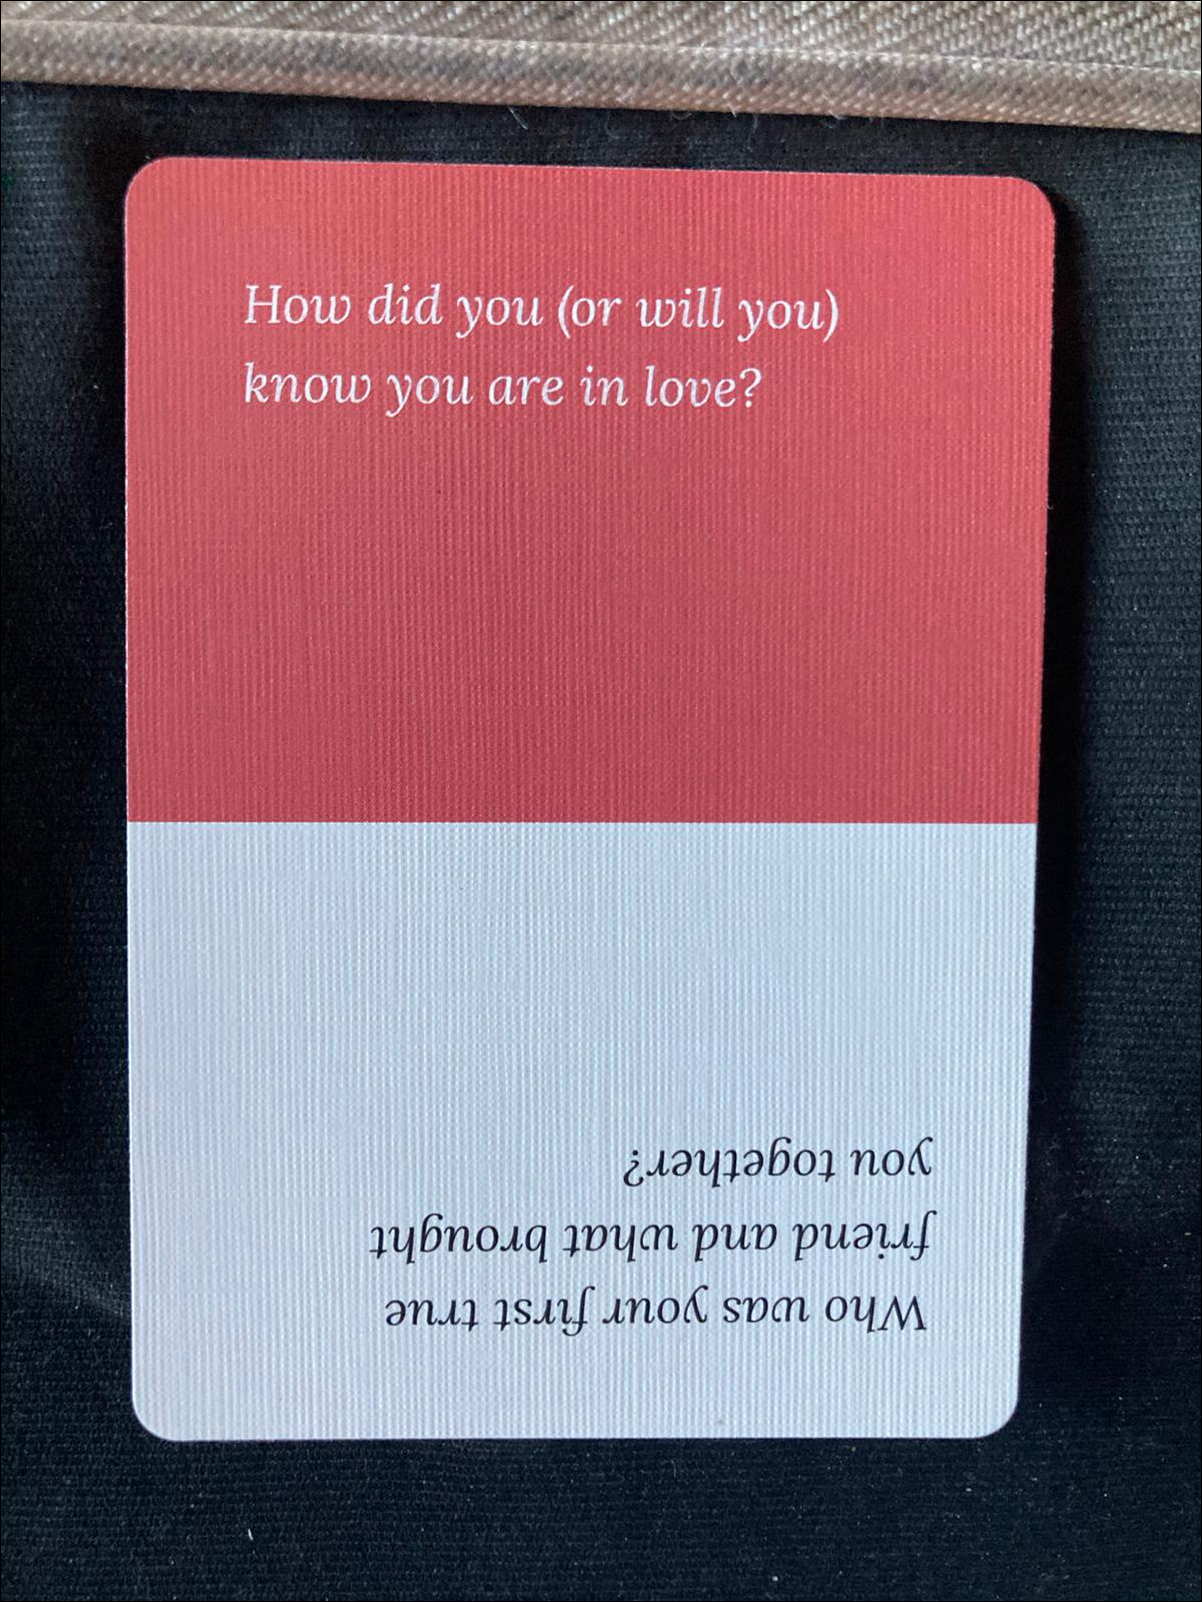 How did you (or will you)
know you are in love?
Who was your first true
friend and what brought
you together?